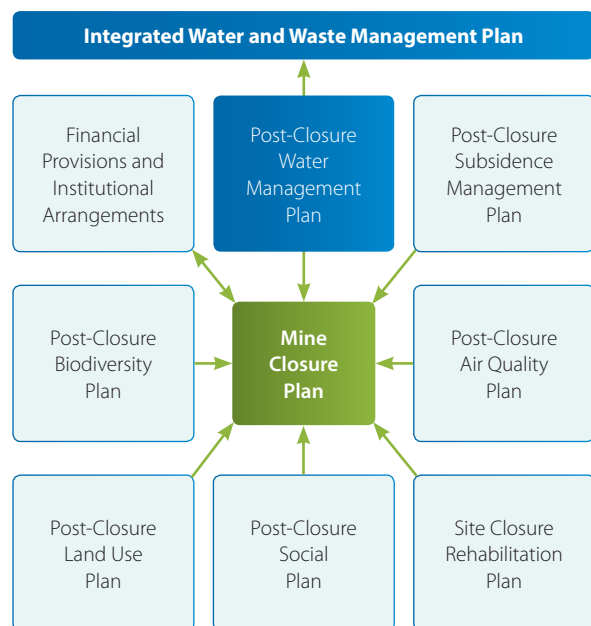 Integrated Water and Waste Management Plan
Financial
Provisions and
Institutional
Arrangements
Post-Closure
Water
Management
Plan
Post-Closure
Subsidence
Management
Plan
Post-Closure
Biodiversity
Plan
Mine
Closure
Plan
Post-Closure
Air Quality
Plan
Post-Closure
Land Use
Plan
Post-Closure
Social
Plan
Site Closure
Rehabilitation
Plan